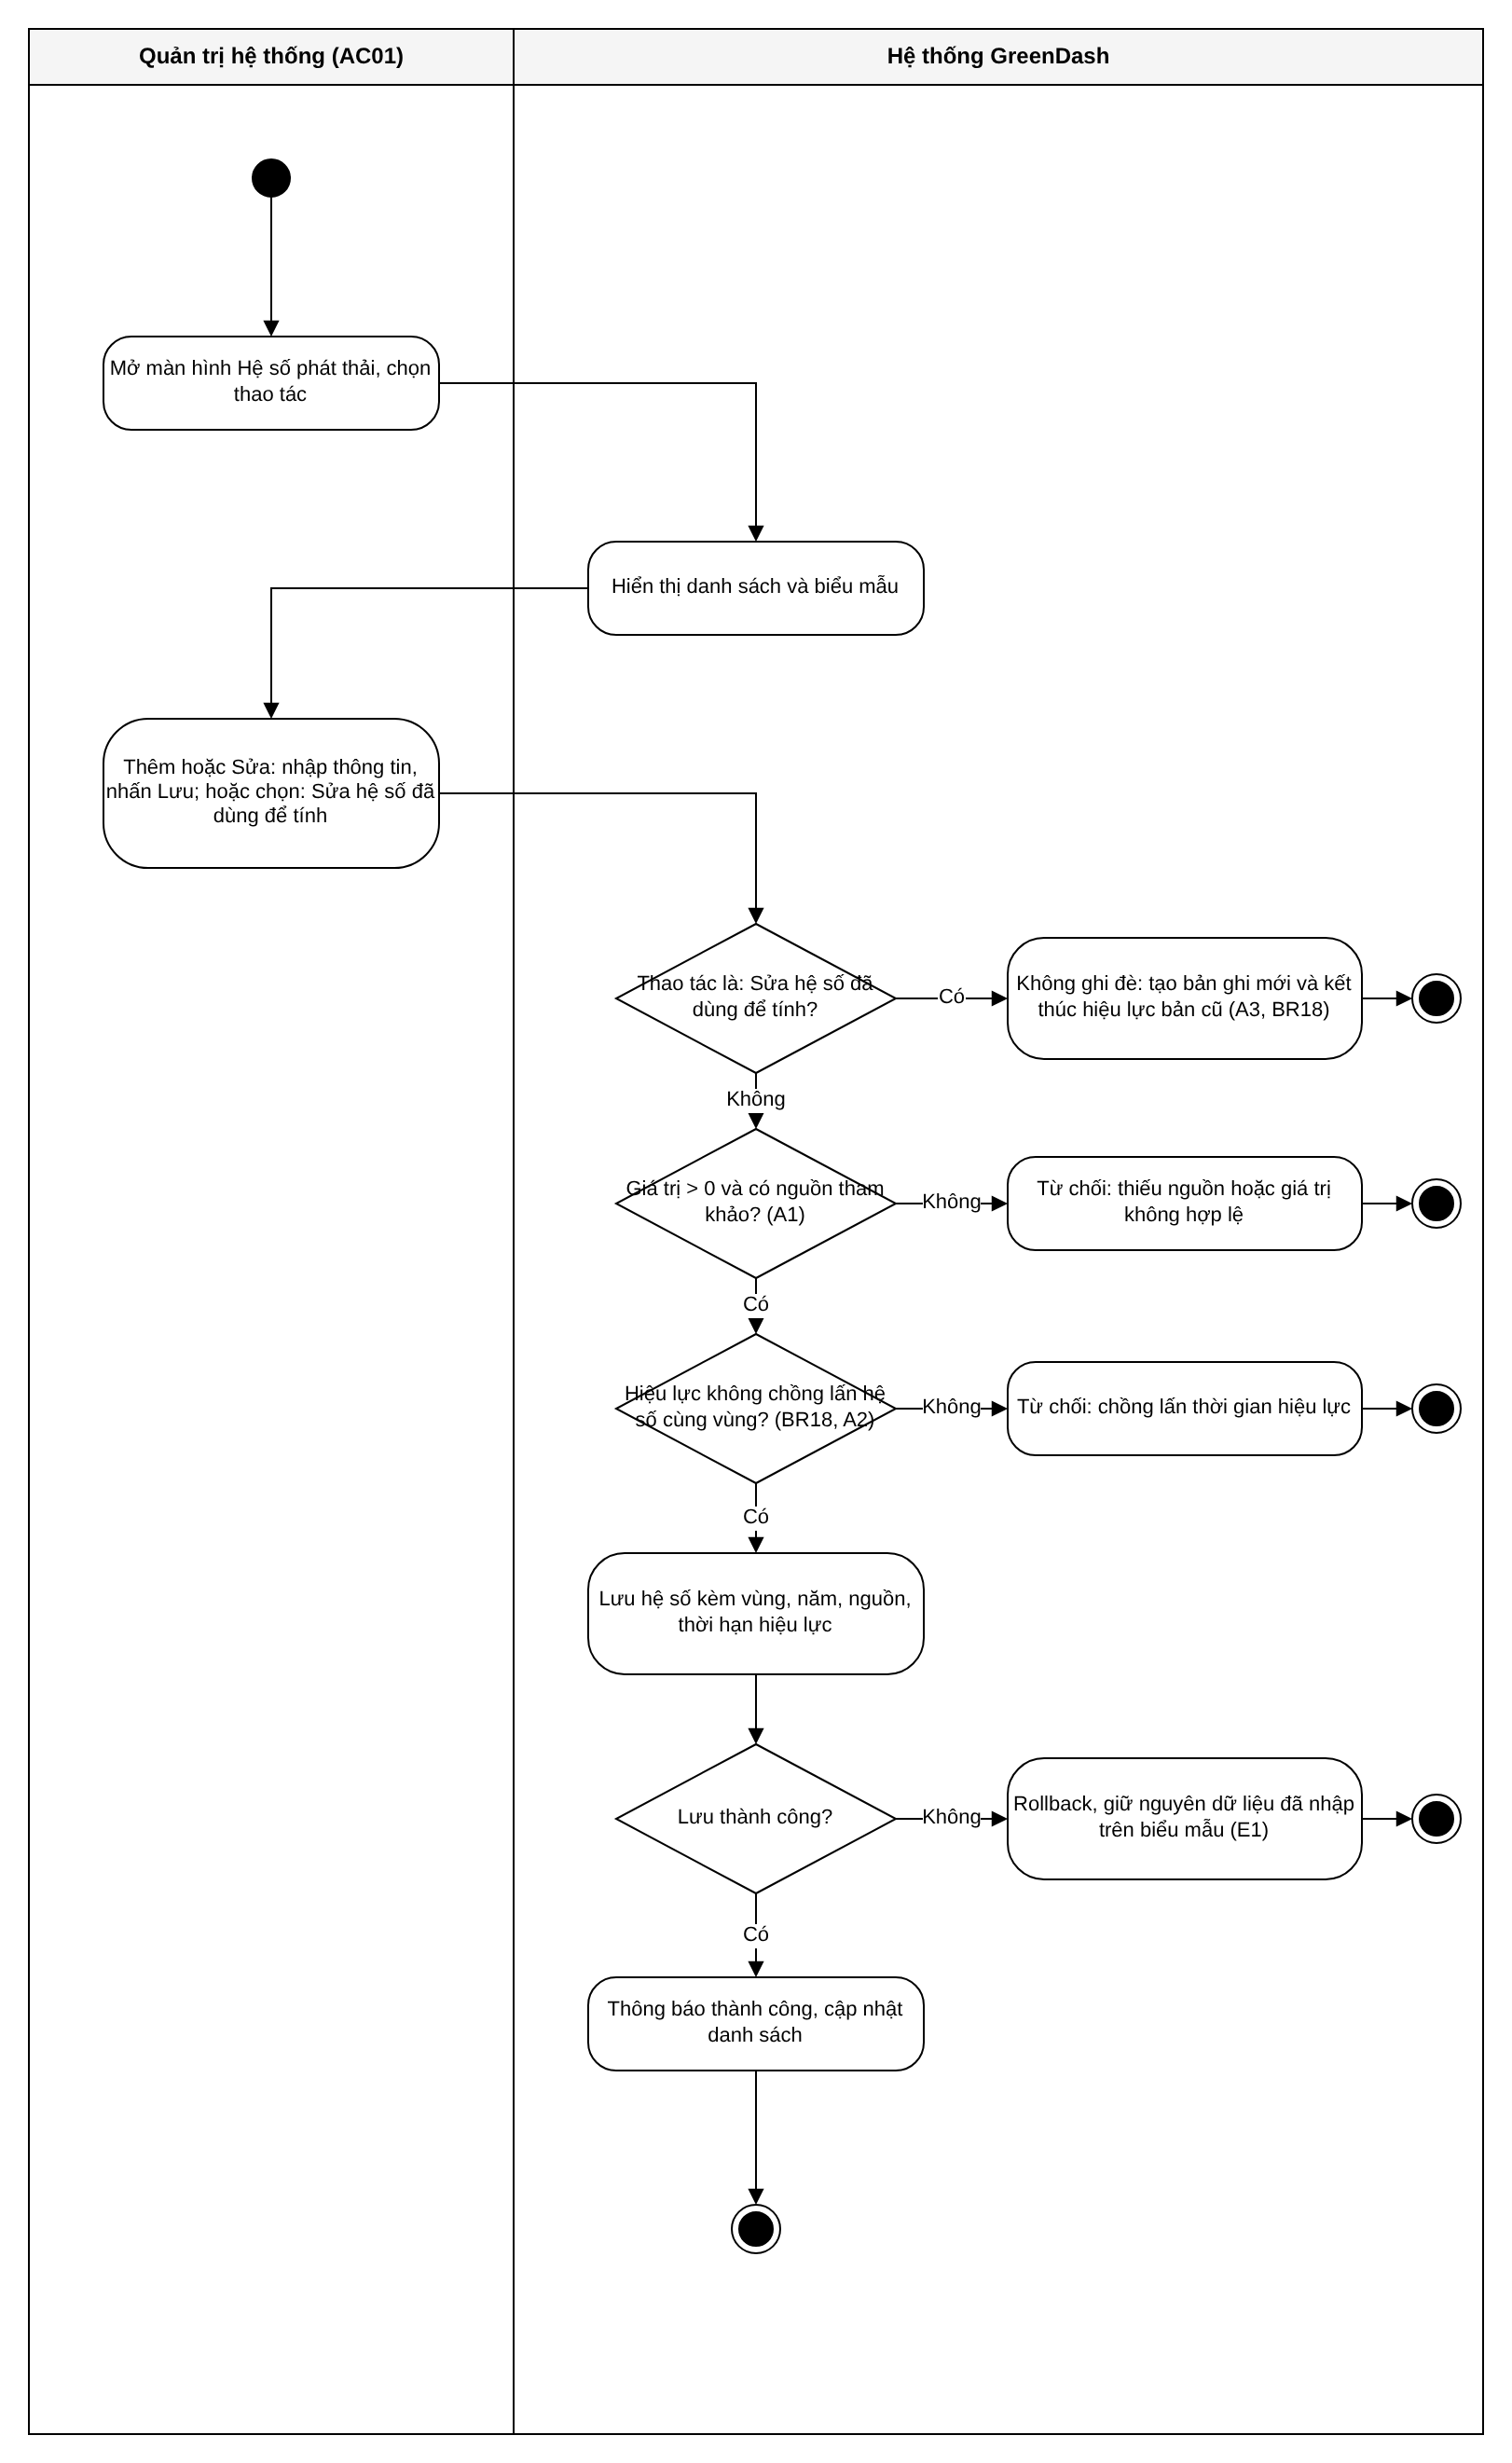 Quản trị hệ thống (AC01)
Hệ thống GreenDash
Mở màn hình Hệ số phát thải, chọn
thao tác
Hiển thị danh sách và biểu mẫu
Thêm hoặc Sửa: nhập thông tin,
nhấn Lưu; hoặc chọn: Sửa hệ số đã
dùng để tính
Thao tác là: Sửa hệ số đã
dùng để tính?
Có
Không ghi đè: tạo bản ghi mới và kết
thúc hiệu lực bản cũ (A3, BR18)
Không
Giá trị > 0 và có nguồn tham
khảo? (A1)
Không
Từ chối: thiếu nguồn hoặc giá trị
không hợp lệ
Có
Hiệu lực không chồng lấn hệ
số cùng vùng? (BR18, A2)
Không
Từ chối: chồng lấn thời gian hiệu lực
Có
Lưu hệ số kèm vùng, năm, nguồn,
thời hạn hiệu lực
Lưu thành công?
Không
Rollback, giữ nguyên dữ liệu đã nhập
trên biểu mẫu (E1)
Có
Thông báo thành công, cập nhật
danh sách